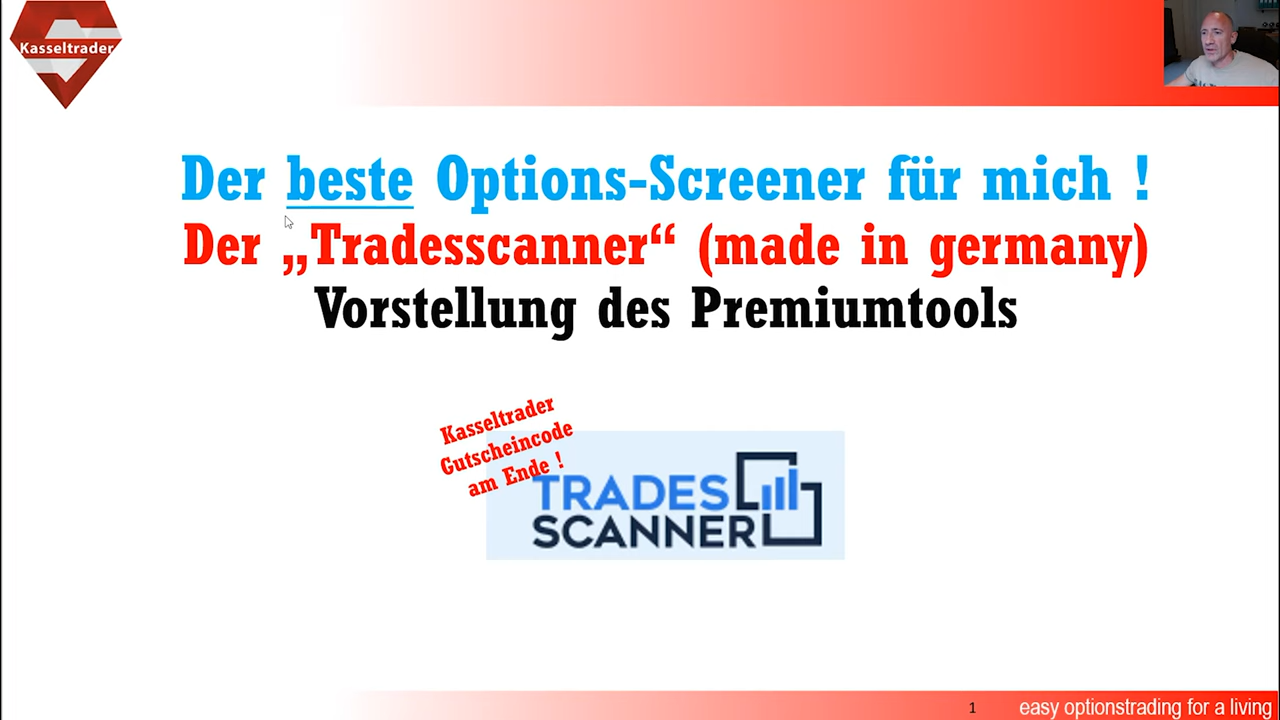 Kasseltrader
Der beste Options-Screener für mich !
Der „Tradesscanner“ (made in germany)
Vorstellung des Premiumtools
Kasseltrader
Gutscheincode
am Ende !
TRADES
SCANNER
1
easy optionstrading for a living